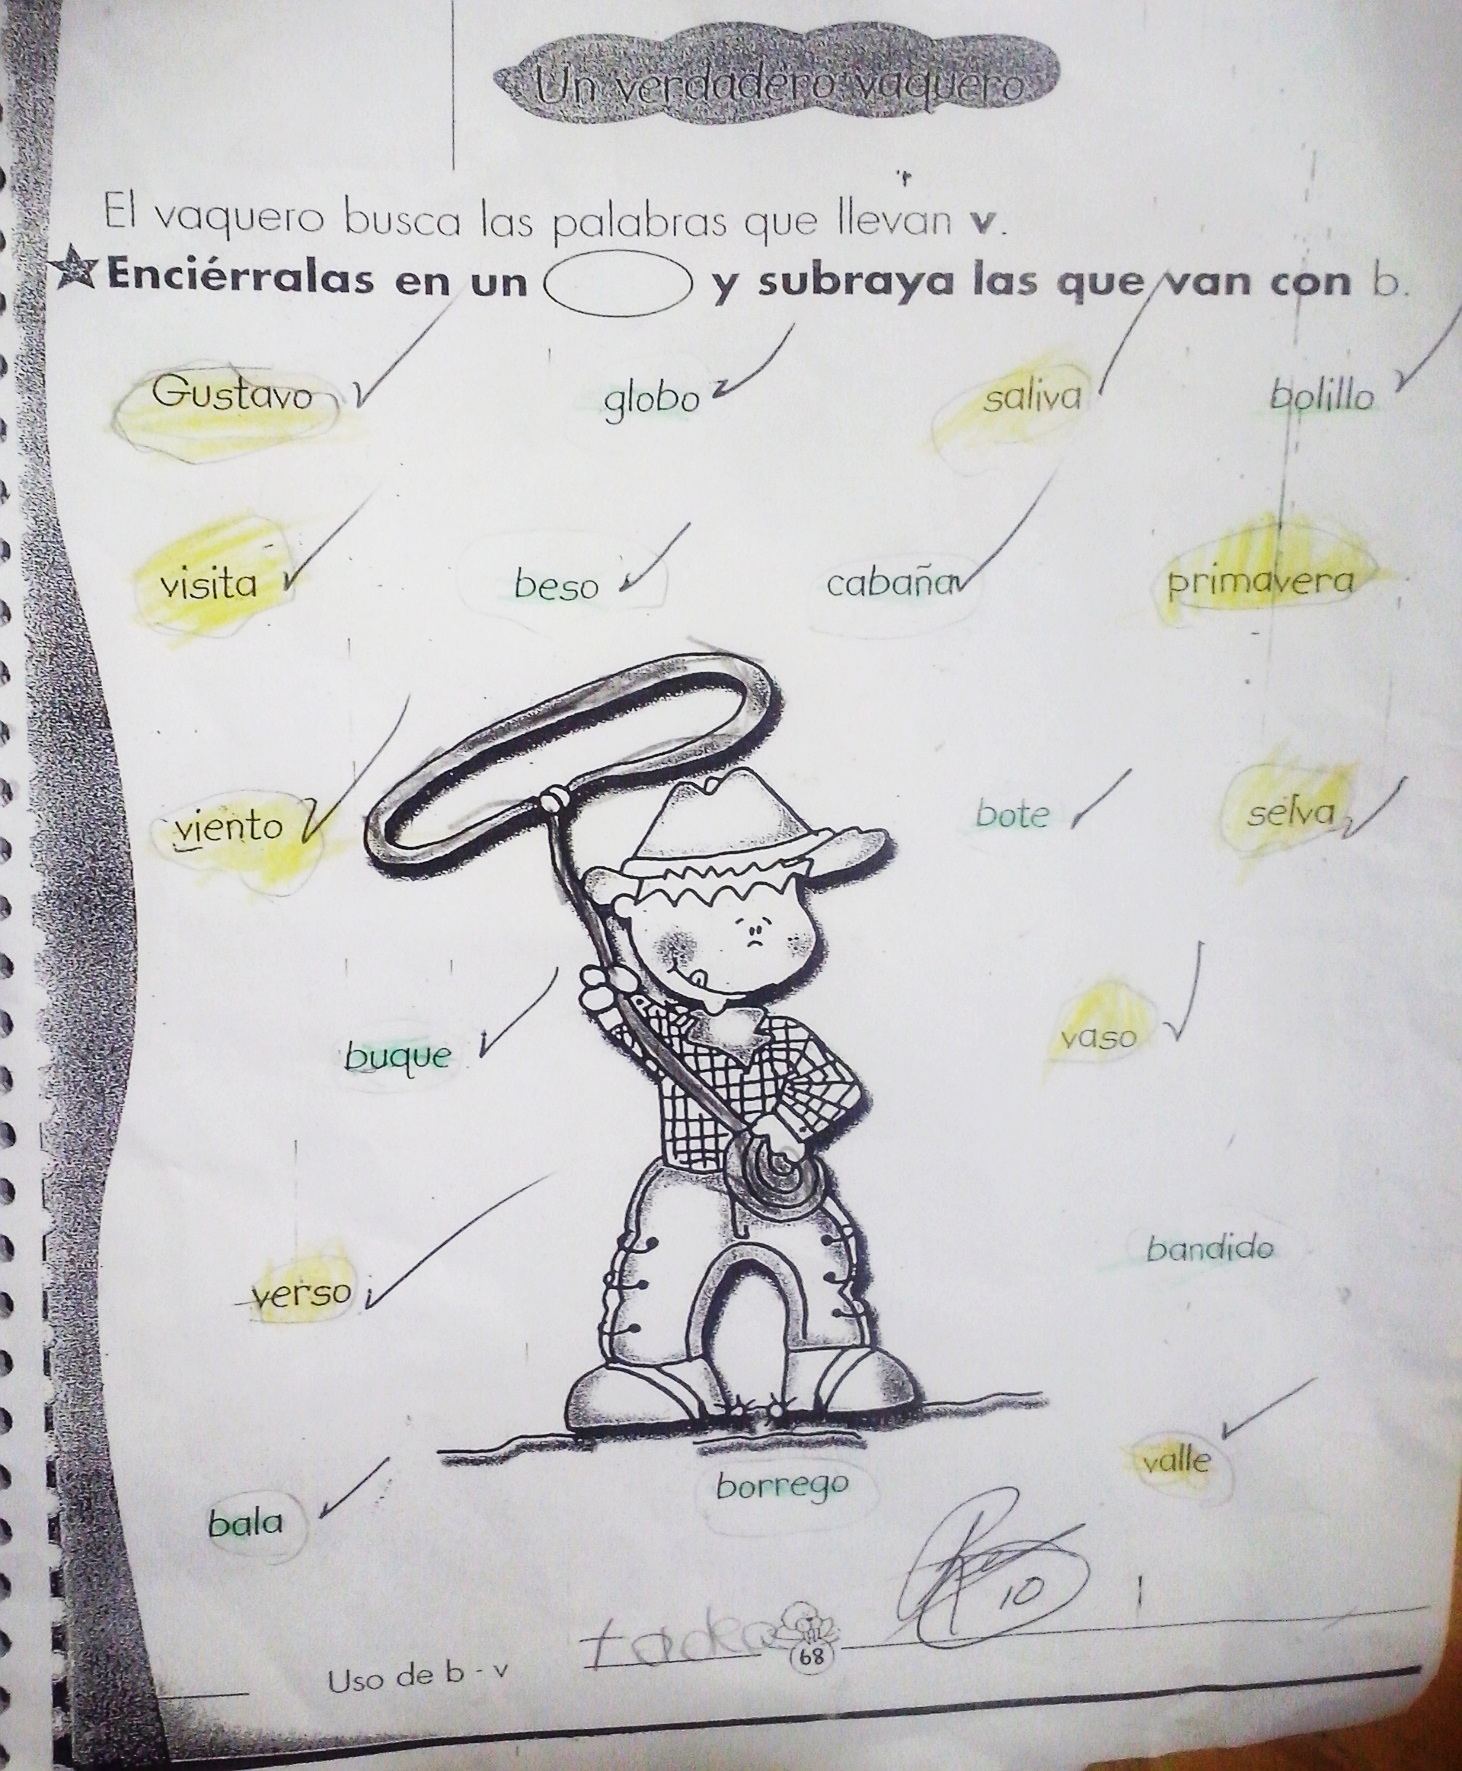 Un verdadero vaquero
El vaquero busca las palabras que llevan v.
Enciérralas en un y subraya las que van con b.
Gustavo globo saliva bolillo
visita beso cabaña primavera
viento bote selva
buque vaso
verso bandido
bala borrego valle
10
68
Uso de b - v